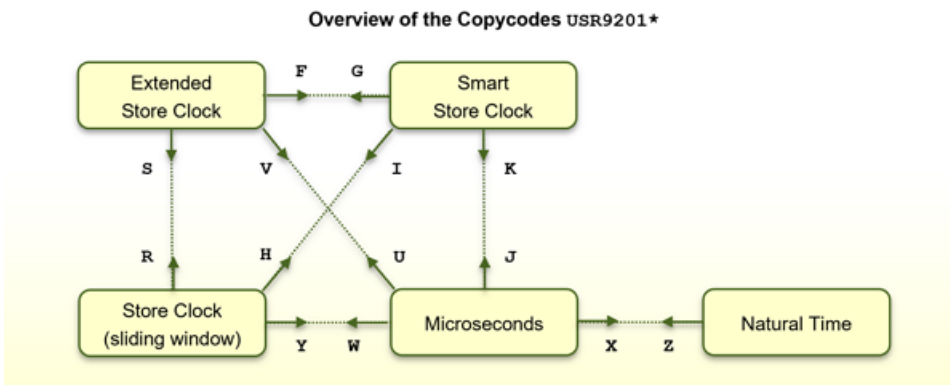 Overview of the Copycodes USR9201*
F G
Extended
Store Clock
Smart
Store Clock
S V I K
R H U J
Store Clock
(sliding window)
Microseconds
Natural Time
Y W X Z